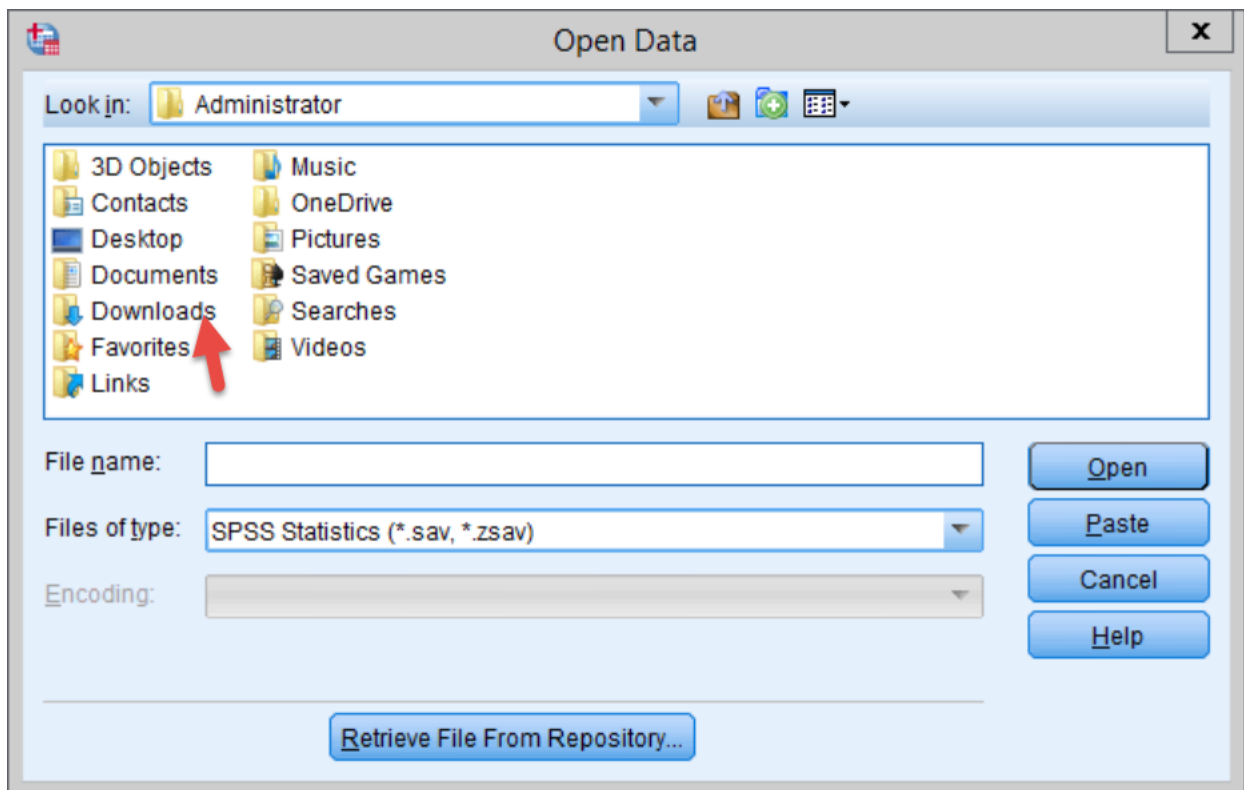 Open Data
x
Look in: Administrator
3D Objects
Contacts
Desktop
Documents
Downloads
Favorites
Links
Music
OneDrive
Pictures
Saved Games
Searches
Videos
File name:
Open
Files of type: SPSS Statistics (*.sav, *.zsav)
Paste
Encoding:
Cancel
Help
Retrieve File From Repository...